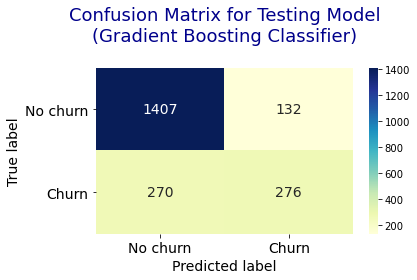 Confusion Matrix for Testing Model
(Gradient Boosting Classifier)
True label
No churn
Churn
1407
132
270
276
No churn
Churn
Predicted label
1400
1200
1000
800
600
400
200